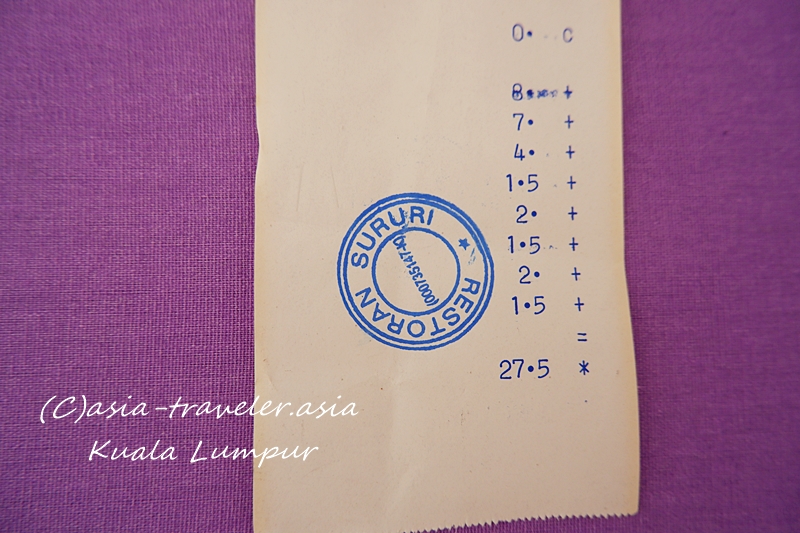 0. c
8. +
7. +
4. +
1.5 +
2. +
1.5 +
2. +
1.5 +
=
27.5 *
RESTORAN SURURI ★
(C)asia-traveler.asia
Kuala Lumpur